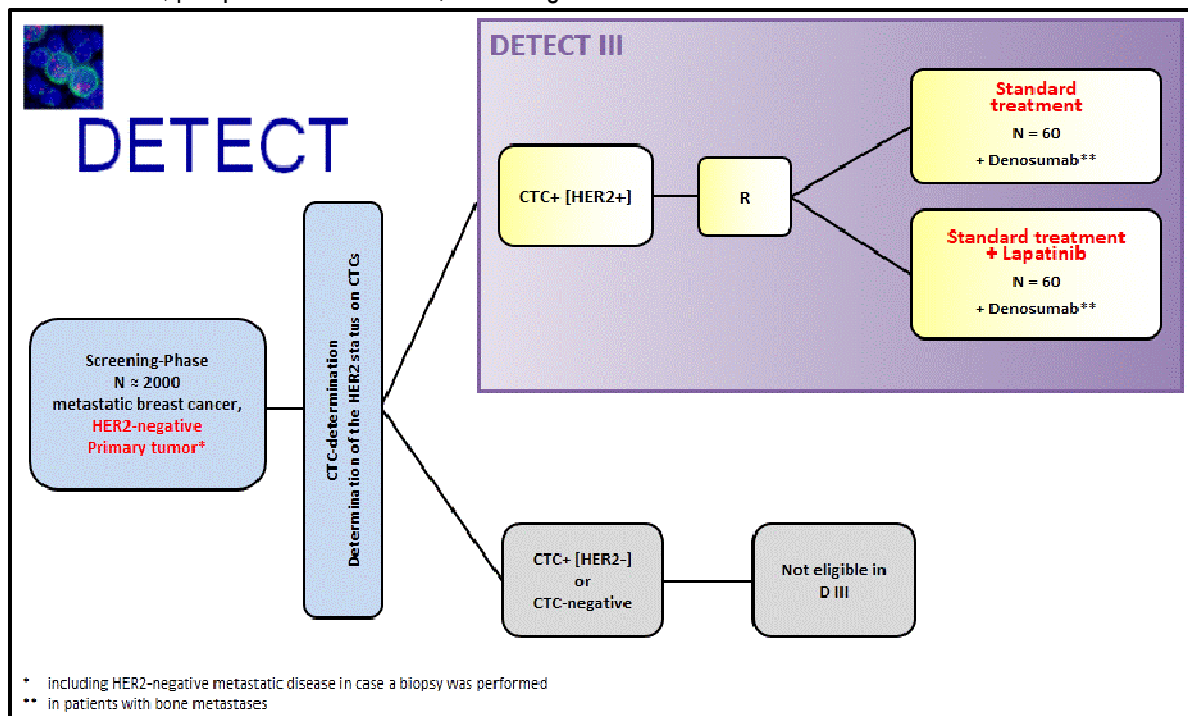 DETECT
DETECT III
Screening-Phase
N ≈ 2000
metastatic breast cancer,
HER2-negative
Primary tumor*
CTC-determination
Determination of the HER2 status on CTCs
CTC+ [HER2+]
R
Standard
treatment
N = 60
+ Denosumab**
Standard treatment
+ Lapatinib
N = 60
+ Denosumab**
CTC+ [HER2-]
or
CTC-negative
Not eligible in
D III
* including HER2-negative metastatic disease in case a biopsy was performed
** in patients with bone metastases